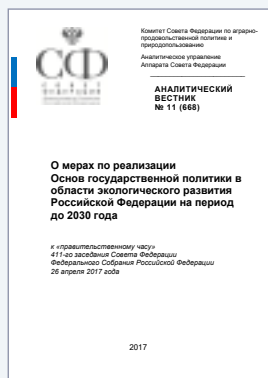 СФ
Комитет Совета Федерации по аграрно-
продовольственной политике и
природопользованию
Аналитическое управление
Аппарата Совета Федерации
АНАЛИТИЧЕСКИЙ
ВЕСТНИК
№ 11 (668)
О мерах по реализации
Основ государственной политики в
области экологического развития
Российской Федерации на период
до 2030 года
к «правительственному часу»
411-го заседания Совета Федерации
Федерального Собрания Российской Федерации
26 апреля 2017 года
2017